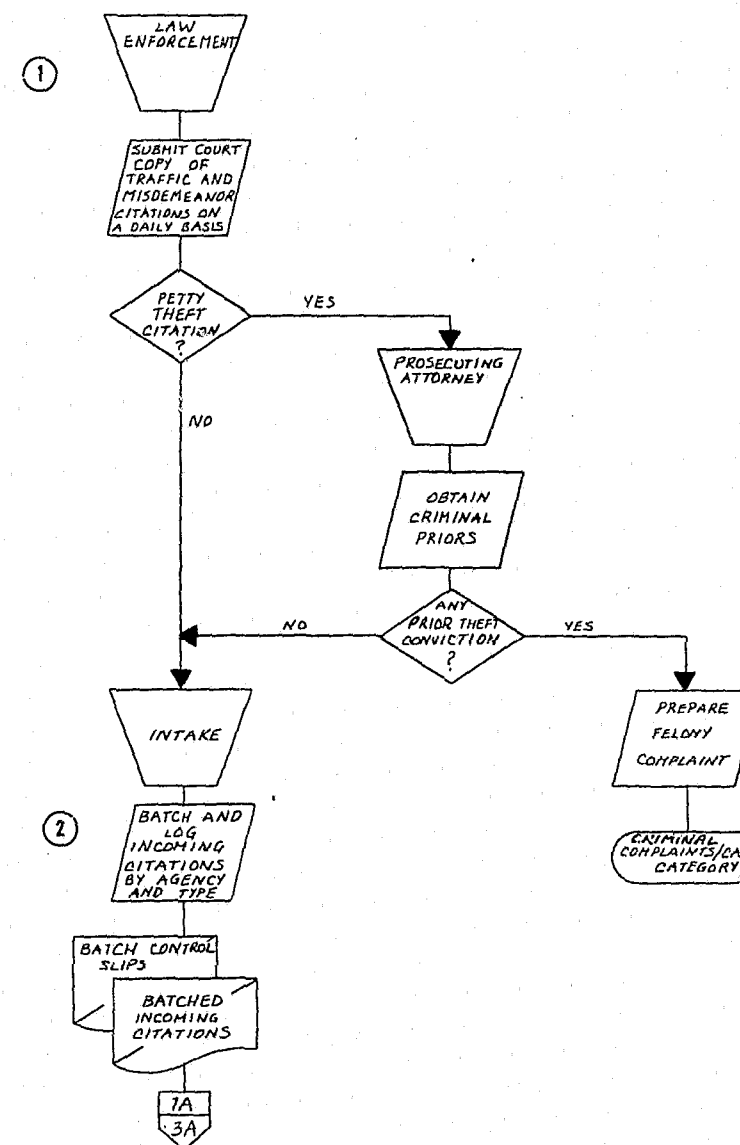 LAW
ENFORCEMENT
1
SUBMIT COURT
COPY OF
TRAFFIC AND
MISDEMEANOR
CITATIONS ON
A DAILY BASIS
PETTY
THEFT
CITATION
?
YES
PROSECUTING
ATTORNEY
NO
OBTAIN
CRIMINAL
PRIORS
ANY
PRIOR THEFT
CONVICTION
?
NO
YES
INTAKE
PREPARE
FELONY
COMPLAINT
2
BATCH AND
LOG
INCOMING
CITATIONS
BY AGENCY
AND TYPE
CRIMINAL
COMPLAINTS/CA
CATEGORY
BATCH CONTROL
SLIPS
BATCHED
INCOMING
CITATIONS
1A
3A